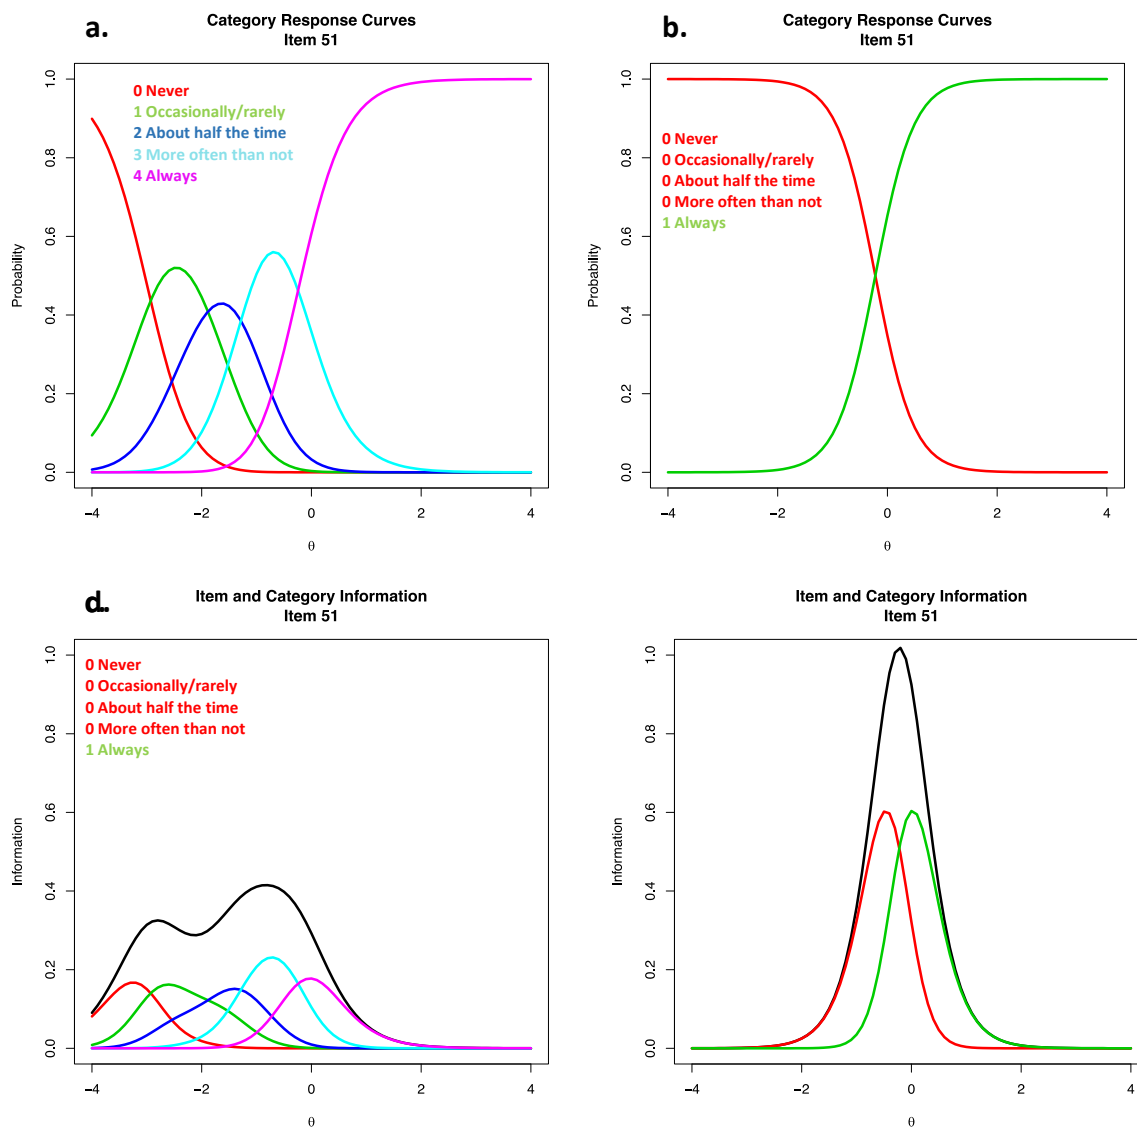 a.
Category Response Curves
Item 51
0 Never
1 Occasionally/rarely
2 About half the time
3 More often than not
4 Always
Probability
0.0 0.2 0.4 0.6 0.8 1.0
−4 −2 0 2 4
θ
b.
Category Response Curves
Item 51
0 Never
0 Occasionally/rarely
0 About half the time
0 More often than not
1 Always
Probability
0.0 0.2 0.4 0.6 0.8 1.0
−4 −2 0 2 4
θ
d..
Item and Category Information
Item 51
0 Never
0 Occasionally/rarely
0 About half the time
0 More often than not
1 Always
Information
0.0 0.2 0.4 0.6 0.8 1.0
−4 −2 0 2 4
θ
Item and Category Information
Item 51
Information
0.0 0.2 0.4 0.6 0.8 1.0
−4 −2 0 2 4
θ